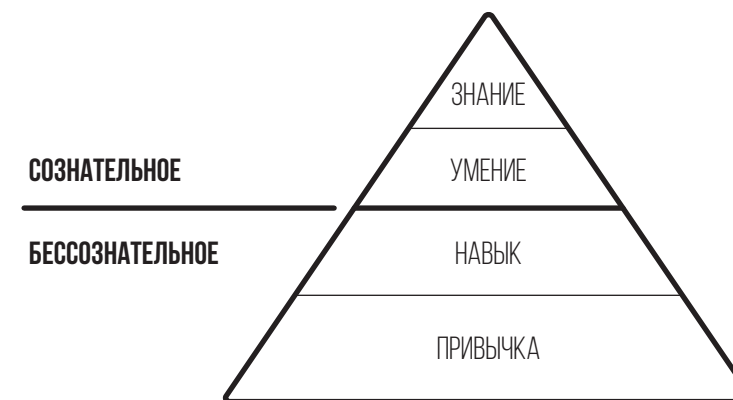 ЗНАНИЕ
СОЗНАТЕЛЬНОЕ
УМЕНИЕ
БЕССОЗНАТЕЛЬНОЕ
НАВЫК
ПРИВЫЧКА